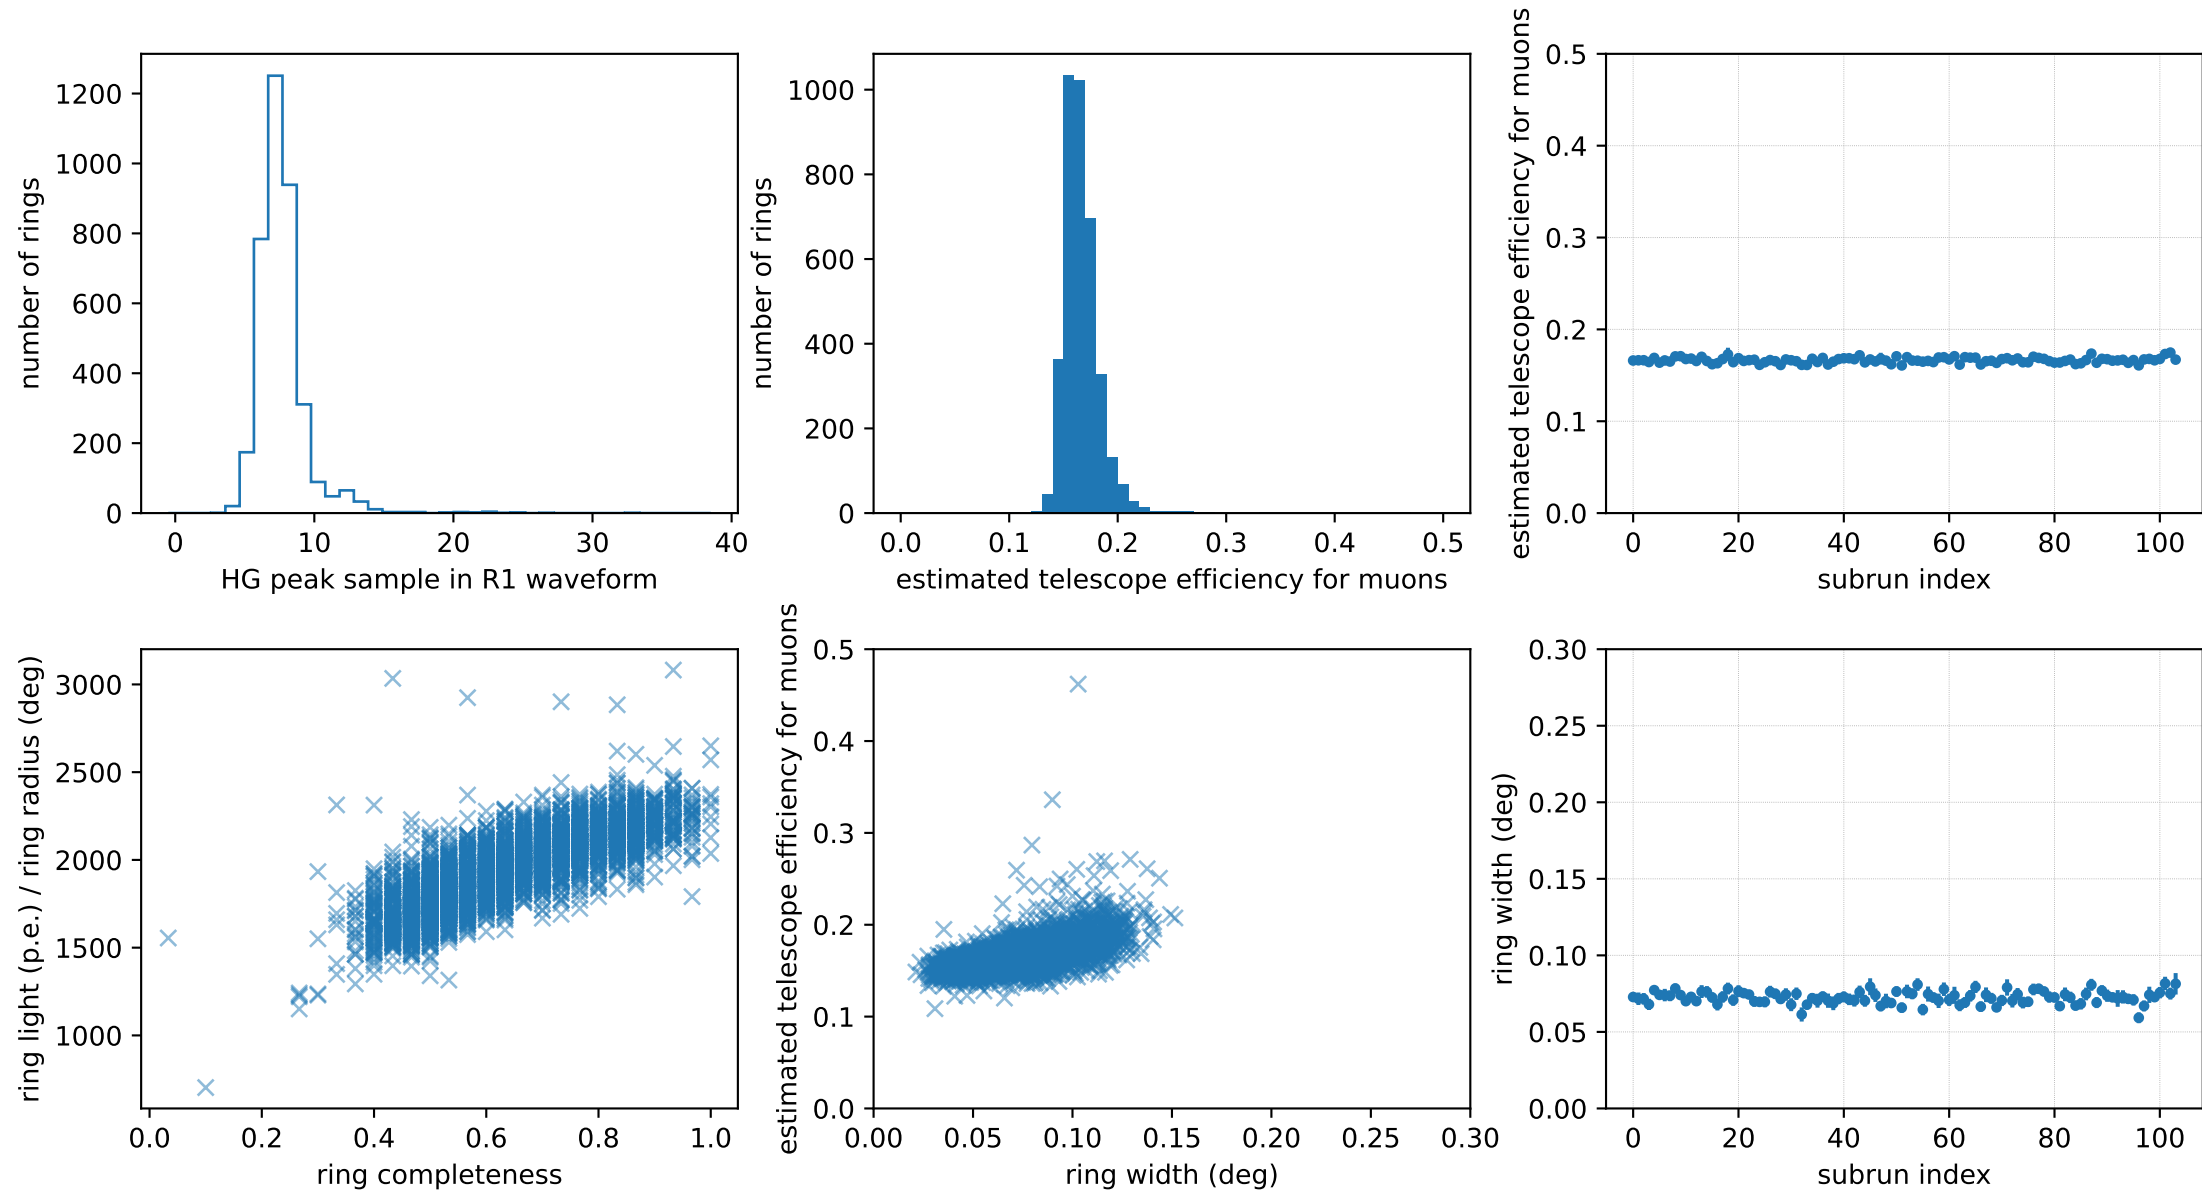 number of rings
1200
1000
800
600
400
200
0
0 10 20 30 40
HG peak sample in R1 waveform
number of rings
1000
800
600
400
200
0
0.0 0.1 0.2 0.3 0.4 0.5
estimated telescope efficiency for muons
estimated telescope efficiency for muons
0.5
0.4
0.3
0.2
0.1
0.0
0 20 40 60 80 100
subrun index
ring light (p.e.) / ring radius (deg)
3000
2500
2000
1500
1000
0.0 0.2 0.4 0.6 0.8 1.0
ring completeness
estimated telescope efficiency for muons
0.5
0.4
0.3
0.2
0.1
0.0
0.00 0.05 0.10 0.15 0.20 0.25 0.30
ring width (deg)
ring width (deg)
0.30
0.25
0.20
0.15
0.10
0.05
0.00
0 20 40 60 80 100
subrun index